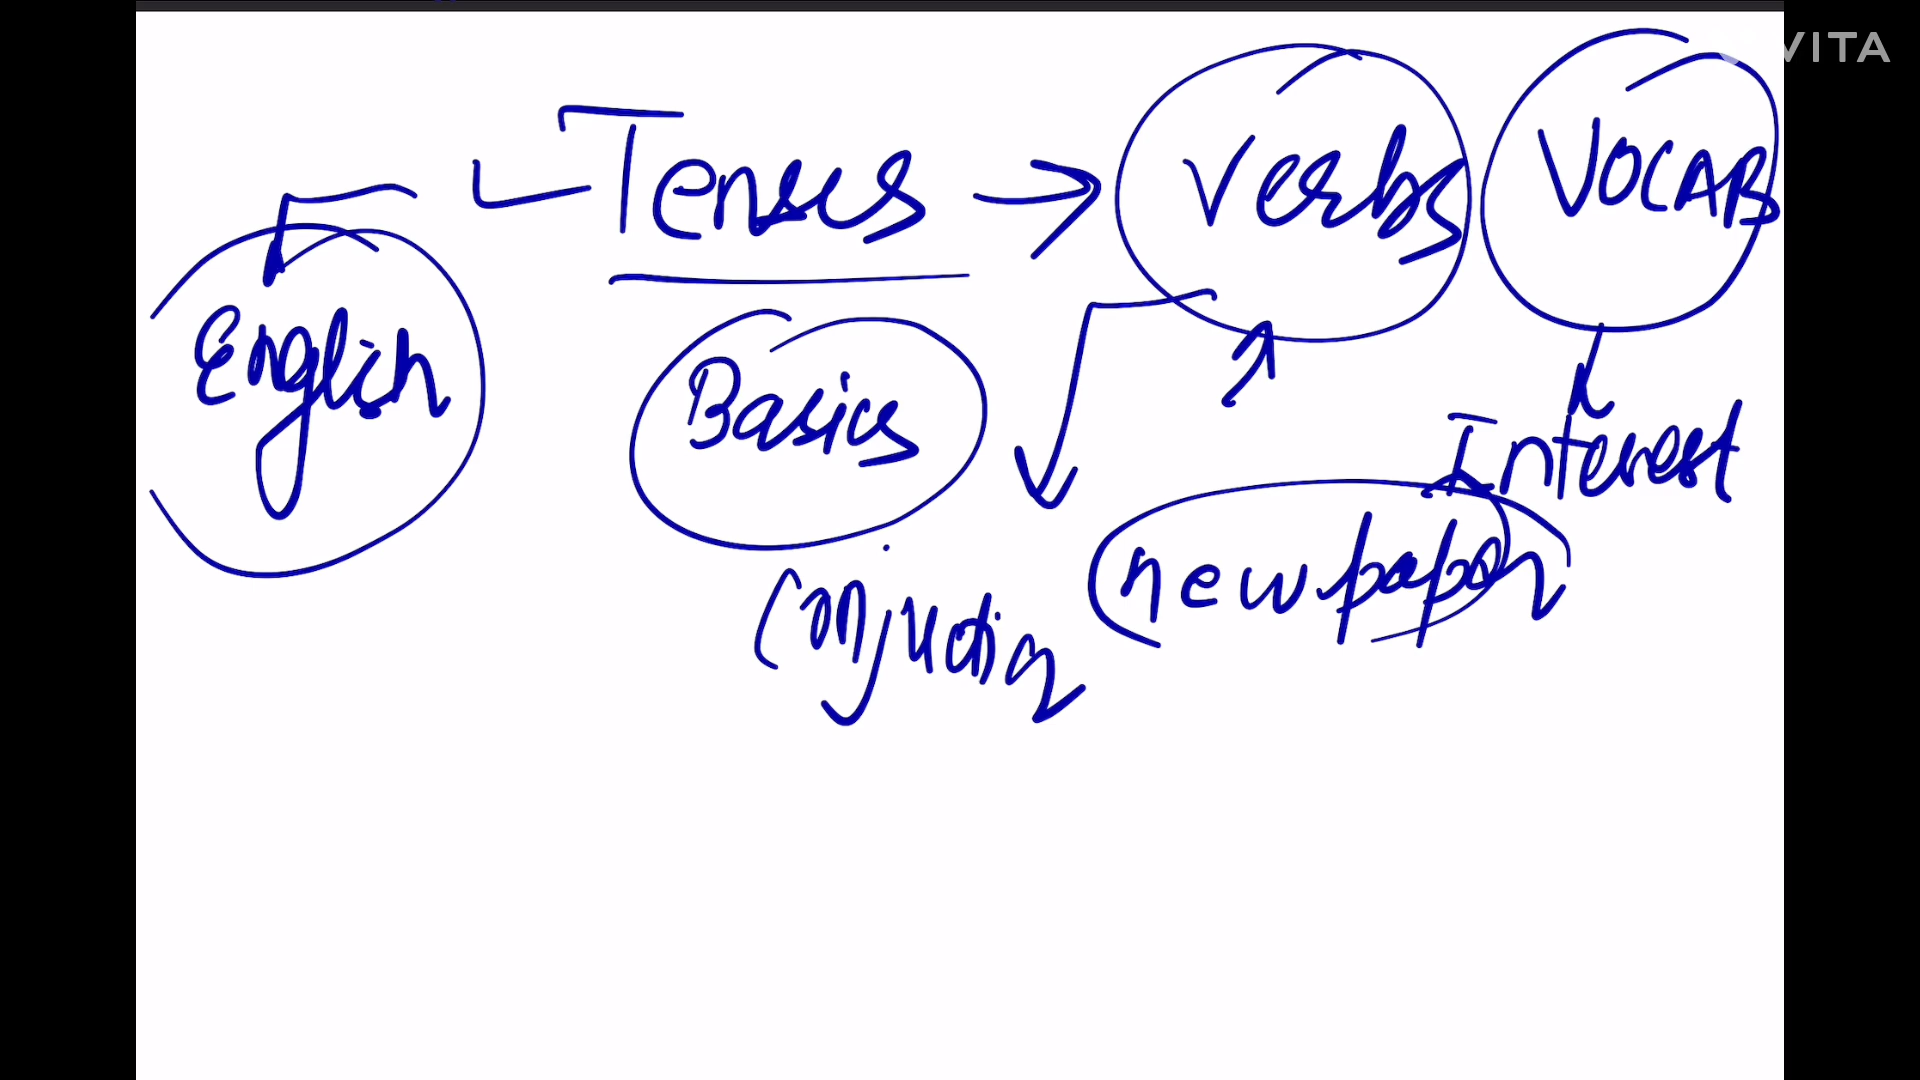 VITA
Tenses → Verbs VOCAB
English
Basics
Interest
newpaper
Conjuction